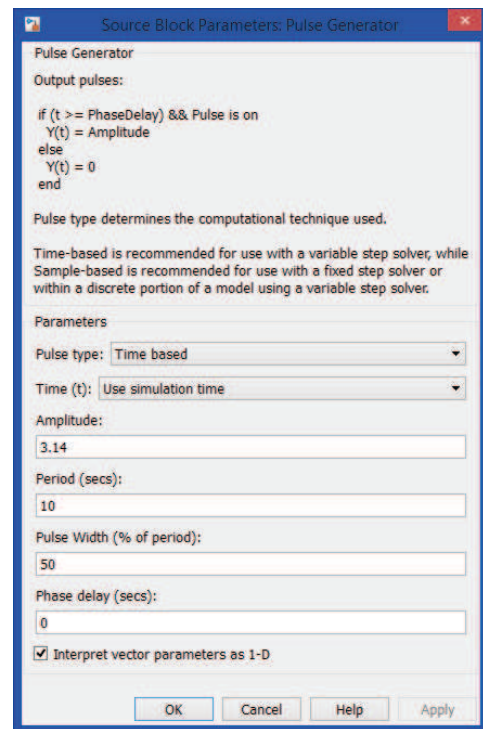 Source Block Parameters: Pulse Generator
Pulse Generator
Output pulses:
if (t >= PhaseDelay) && Pulse is on
Y(t) = Amplitude
else
Y(t) = 0
end
Pulse type determines the computational technique used.
Time-based is recommended for use with a variable step solver, while
Sample-based is recommended for use with a fixed step solver or
within a discrete portion of a model using a variable step solver.
Parameters
Pulse type: Time based
Time (t): Use simulation time
Amplitude:
3.14
Period (secs):
10
Pulse Width (% of period):
50
Phase delay (secs):
0
Interpret vector parameters as 1-D
OK Cancel Help Apply